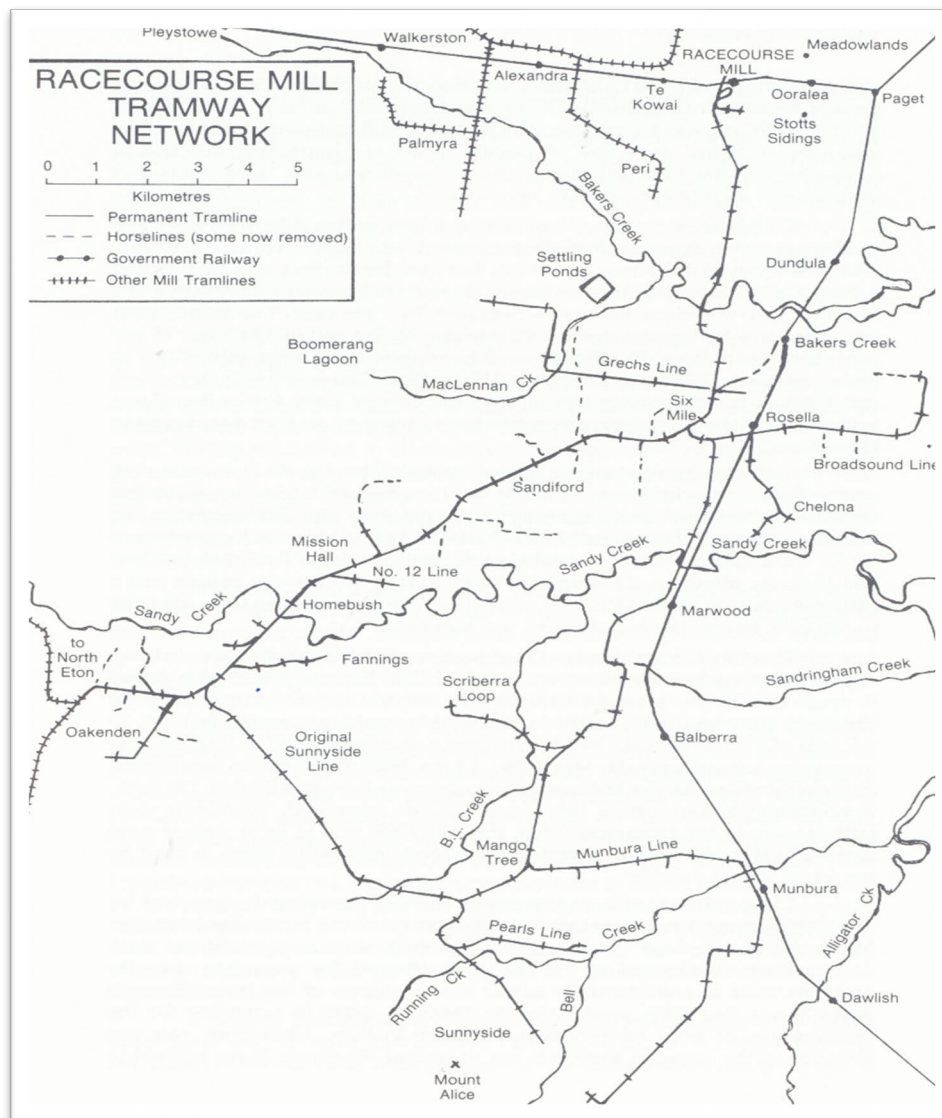 Pleystowe
Walkerston
RACECOURSE
MILL
Meadowlands
Alexandra
Te
Kowai
Ooralea
Paget
Stotts
Sidings
RACECOURSE MILL
TRAMWAY
NETWORK
0 1 2 3 4 5
Kilometres
Permanent Tramline
Horselines (some now removed)
Government Railway
Other Mill Tramlines
Palmyra
Peri
Bakers Creek
Settling
Ponds
Dundula
Boomerang
Lagoon
Bakers Creek
Grechs Line
MacLennan Ck
Six
Mile
Rosella
Broadsound Line
Sandiford
Chelona
Mission
Hall
Sandy Creek
Sandy Creek
No. 12 Line
Homebush
Marwood
Sandy Creek
to
North
Eton
Fannings
Scriberra
Loop
Sandringham Creek
Oakenden
Original
Sunnyside
Line
Balberra
B.L. Creek
Mango
Tree
Munbura Line
Munbura
Pearls Line
Creek
Alligator Ck
Running Ck
Bell
Dawlish
Sunnyside
Mount
Alice